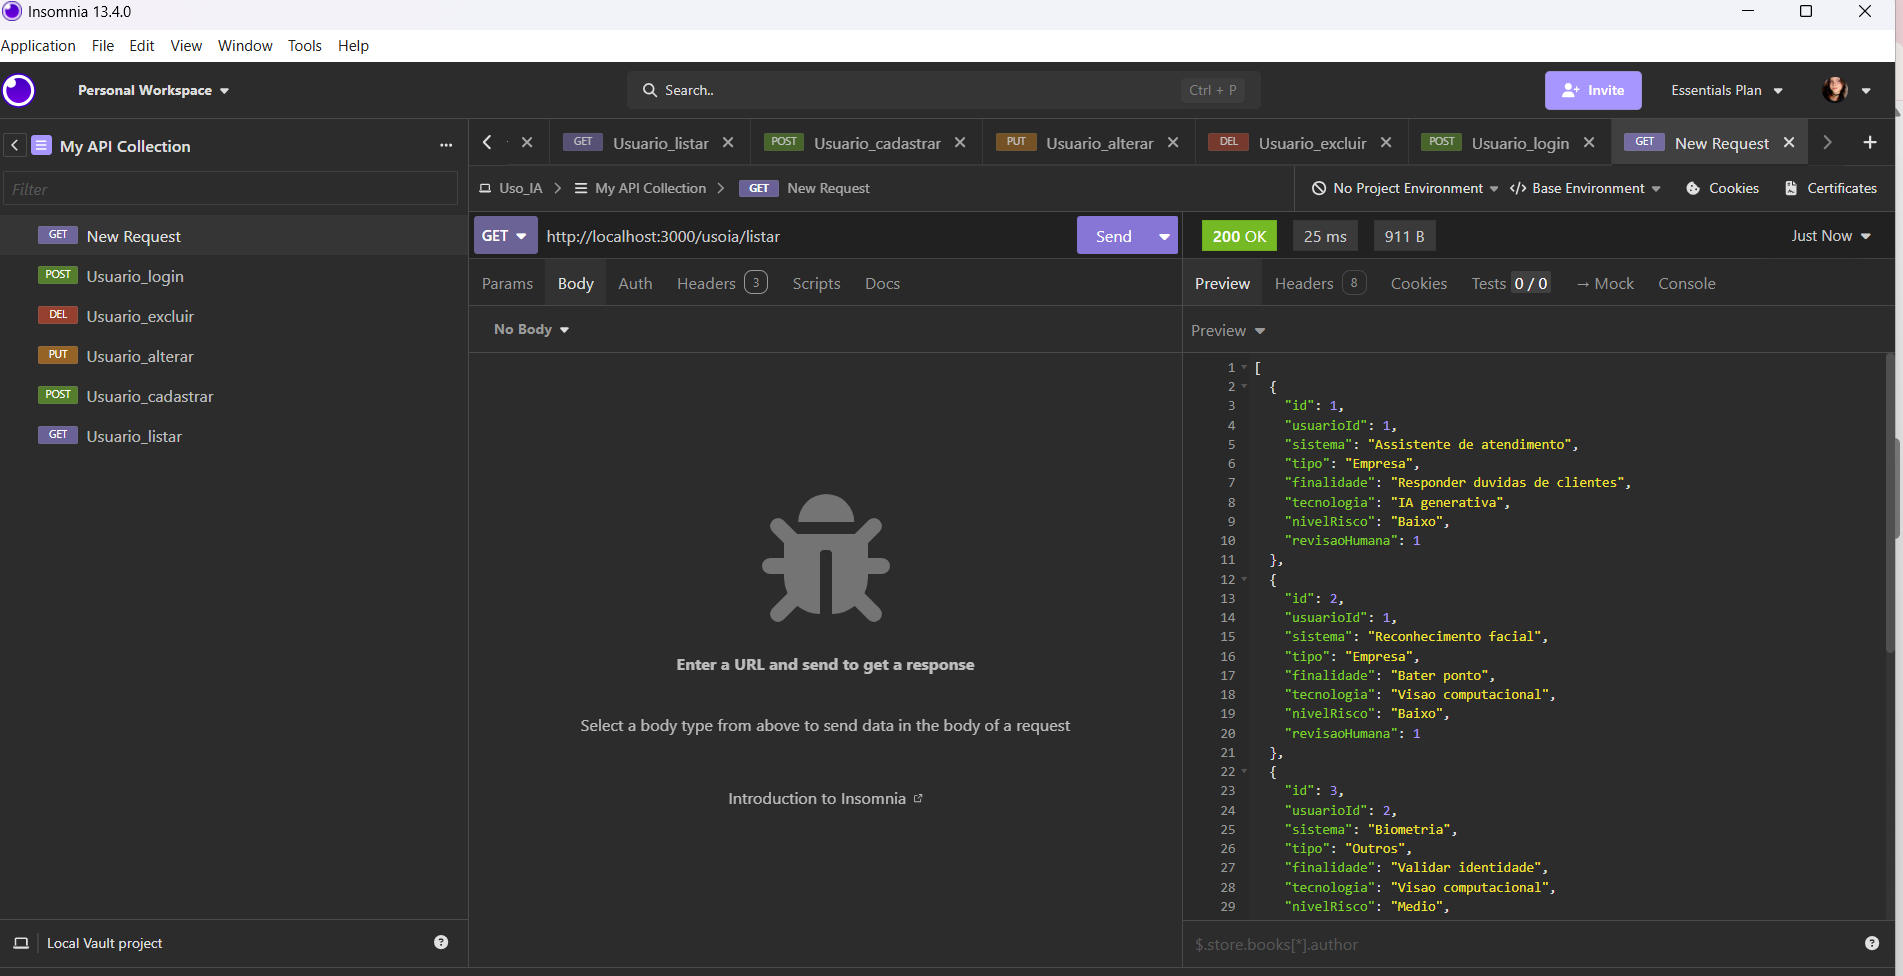 Insomnia 13.4.0
Application File Edit View Window Tools Help
Personal Workspace
Search..
Ctrl + P
Invite
Essentials Plan
My API Collection
GET Usuario_listar
POST Usuario_cadastrar
PUT Usuario_alterar
DEL Usuario_excluir
POST Usuario_login
GET New Request
Filter
Uso_IA > My API Collection > GET New Request
No Project Environment
Base Environment
Cookies
Certificates
GET New Request
POST Usuario_login
DEL Usuario_excluir
PUT Usuario_alterar
POST Usuario_cadastrar
GET Usuario_listar
GET http://localhost:3000/usoia/listar
Send
200 OK 25 ms 911 B
Just Now
Params Body Auth Headers 3 Scripts Docs
No Body
Enter a URL and send to get a response
Select a body type from above to send data in the body of a request
Introduction to Insomnia
Preview Headers 8 Cookies Tests 0 / 0 → Mock Console
Preview
1 [
2 {
3 "id": 1,
4 "usuarioId": 1,
5 "sistema": "Assistente de atendimento",
6 "tipo": "Empresa",
7 "finalidade": "Responder duvidas de clientes",
8 "tecnologia": "IA generativa",
9 "nivelRisco": "Baixo",
10 "revisaoHumana": 1
11 },
12 {
13 "id": 2,
14 "usuarioId": 1,
15 "sistema": "Reconhecimento facial",
16 "tipo": "Empresa",
17 "finalidade": "Bater ponto",
18 "tecnologia": "Visao computacional",
19 "nivelRisco": "Baixo",
20 "revisaoHumana": 1
21 },
22 {
23 "id": 3,
24 "usuarioId": 2,
25 "sistema": "Biometria",
26 "tipo": "Outros",
27 "finalidade": "Validar identidade",
28 "tecnologia": "Visao computacional",
29 "nivelRisco": "Medio",
Local Vault project
$.store.books[*].author